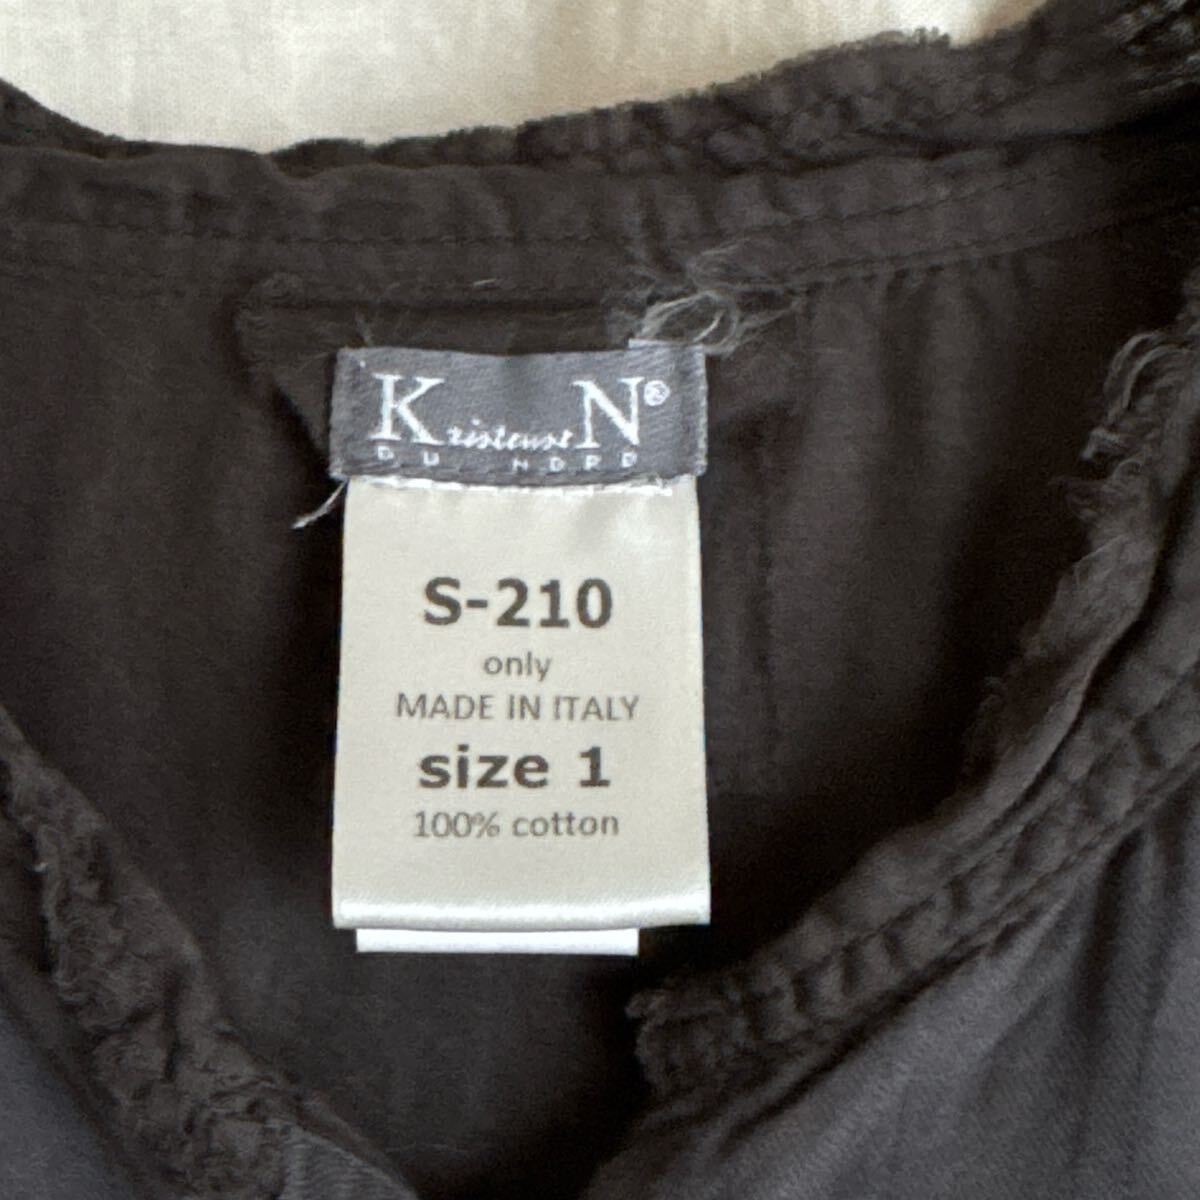 KristenseN®
DU NORD
S-210
only
MADE IN ITALY
size 1
100% cotton